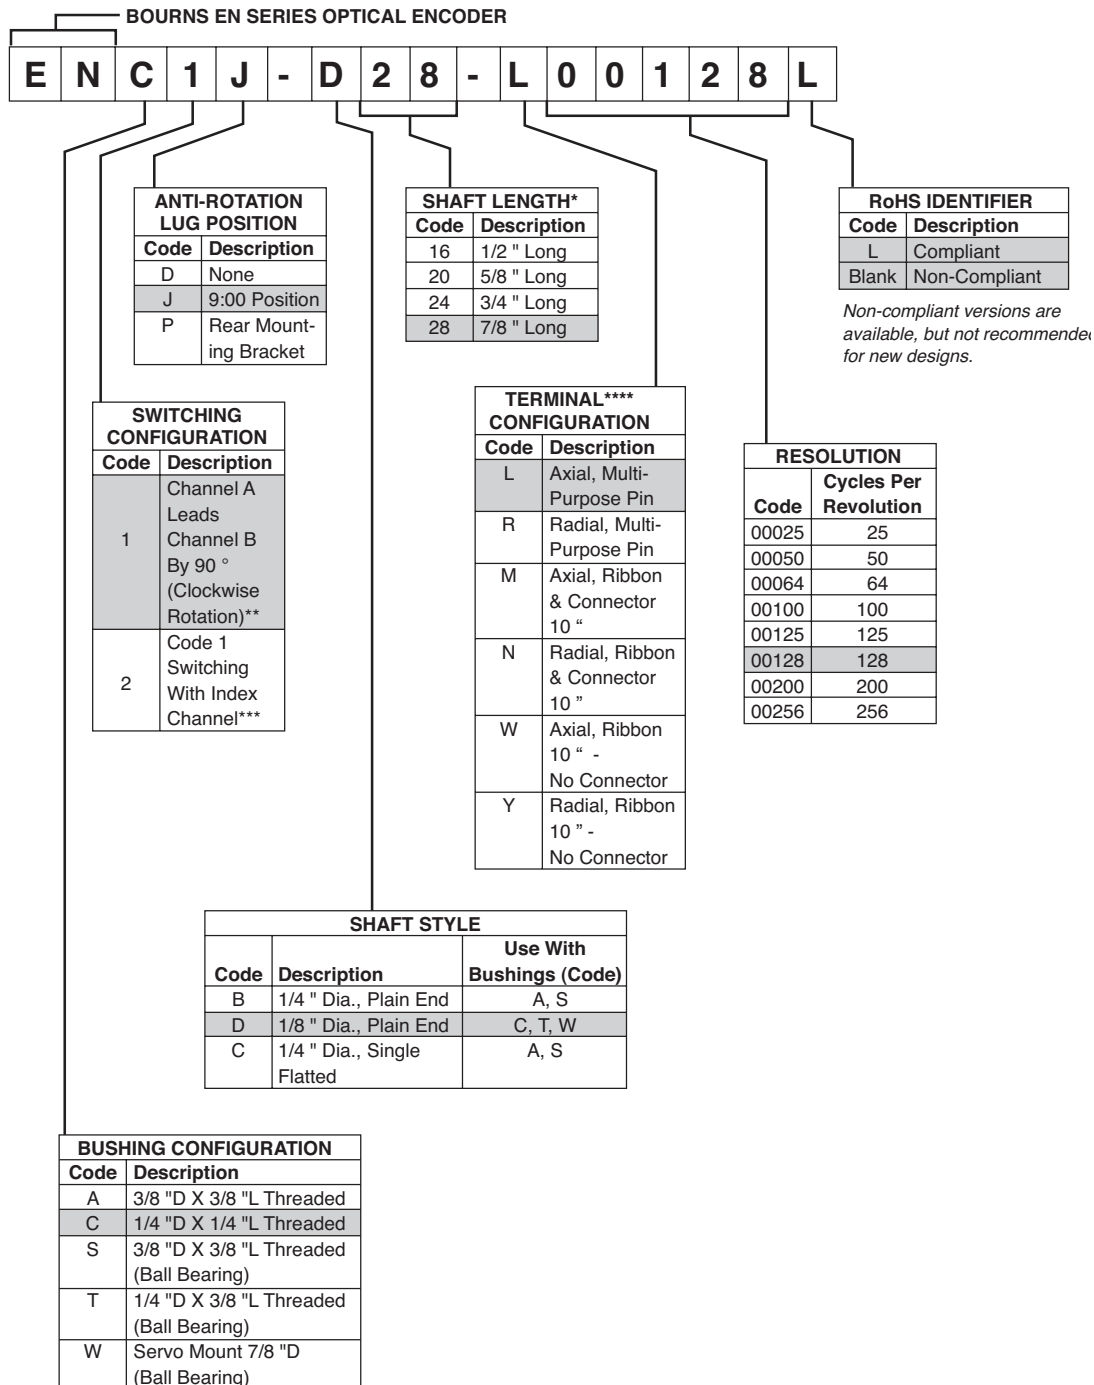 BOURNS EN SERIES OPTICAL ENCODER
E N C 1 J - D 2 8 - L 0 0 1 2 8 L
ANTI-ROTATION
LUG POSITION
Code Description
D None
J 9:00 Position
P Rear Mount-
ing Bracket
SHAFT LENGTH*
Code Description
16 1/2 " Long
20 5/8 " Long
24 3/4 " Long
28 7/8 " Long
RoHS IDENTIFIER
Code Description
L Compliant
Blank Non-Compliant
Non-compliant versions are
available, but not recommended
for new designs.
SWITCHING
CONFIGURATION
Code Description
Channel A
Leads
1 Channel B
By 90 °
(Clockwise
Rotation)**
Code 1
Switching
2 With Index
Channel***
TERMINAL****
CONFIGURATION
Code Description
L Axial, Multi-
Purpose Pin
R Radial, Multi-
Purpose Pin
M Axial, Ribbon
& Connector
10 “
N Radial, Ribbon
& Connector
10 ”
W Axial, Ribbon
10 “ -
No Connector
Y Radial, Ribbon
10 ” -
No Connector
RESOLUTION
Cycles Per
Code Revolution
00025 25
00050 50
00064 64
00100 100
00125 125
00128 128
00200 200
00256 256
SHAFT STYLE
Use With
Code Description Bushings (Code)
B 1/4 " Dia., Plain End A, S
D 1/8 " Dia., Plain End C, T, W
C 1/4 " Dia., Single A, S
Flatted
BUSHING CONFIGURATION
Code Description
A 3/8 "D X 3/8 "L Threaded
C 1/4 "D X 1/4 "L Threaded
S 3/8 "D X 3/8 "L Threaded
(Ball Bearing)
T 1/4 "D X 3/8 "L Threaded
(Ball Bearing)
W Servo Mount 7/8 "D
(Ball Bearing)